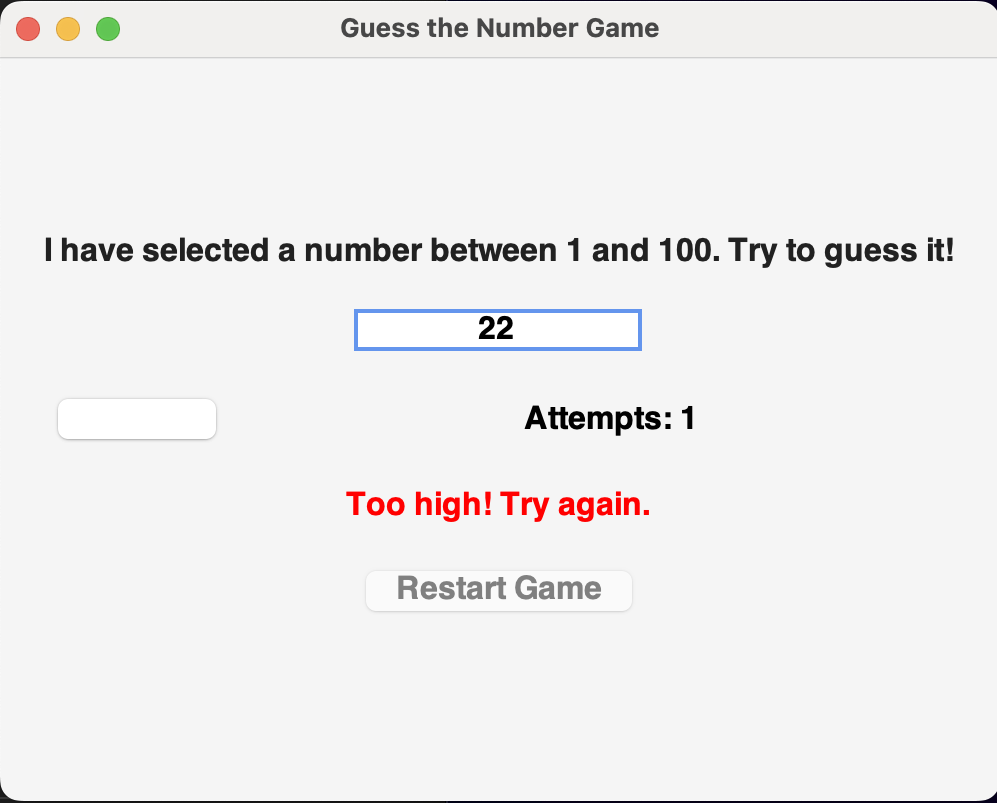 Guess the Number Game
I have selected a number between 1 and 100. Try to guess it!
22
Attempts: 1
Too high! Try again.
Restart Game